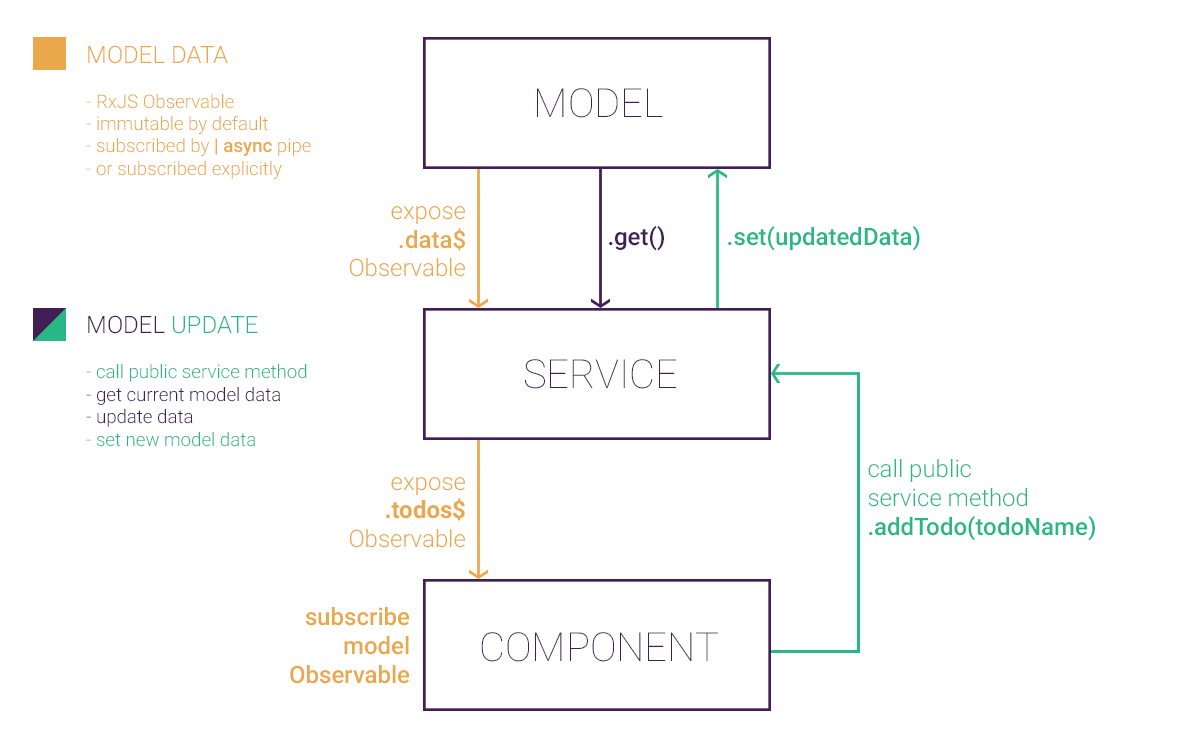 MODEL DATA
- RxJS Observable
- immutable by default
- subscribed by | async pipe
- or subscribed explicitly
MODEL
expose
.data$
Observable
.get()
.set(updatedData)
MODEL UPDATE
- call public service method
- get current model data
- update data
- set new model data
SERVICE
expose
.todos$
Observable
call public
service method
.addTodo(todoName)
subscribe
model
Observable
COMPONENT